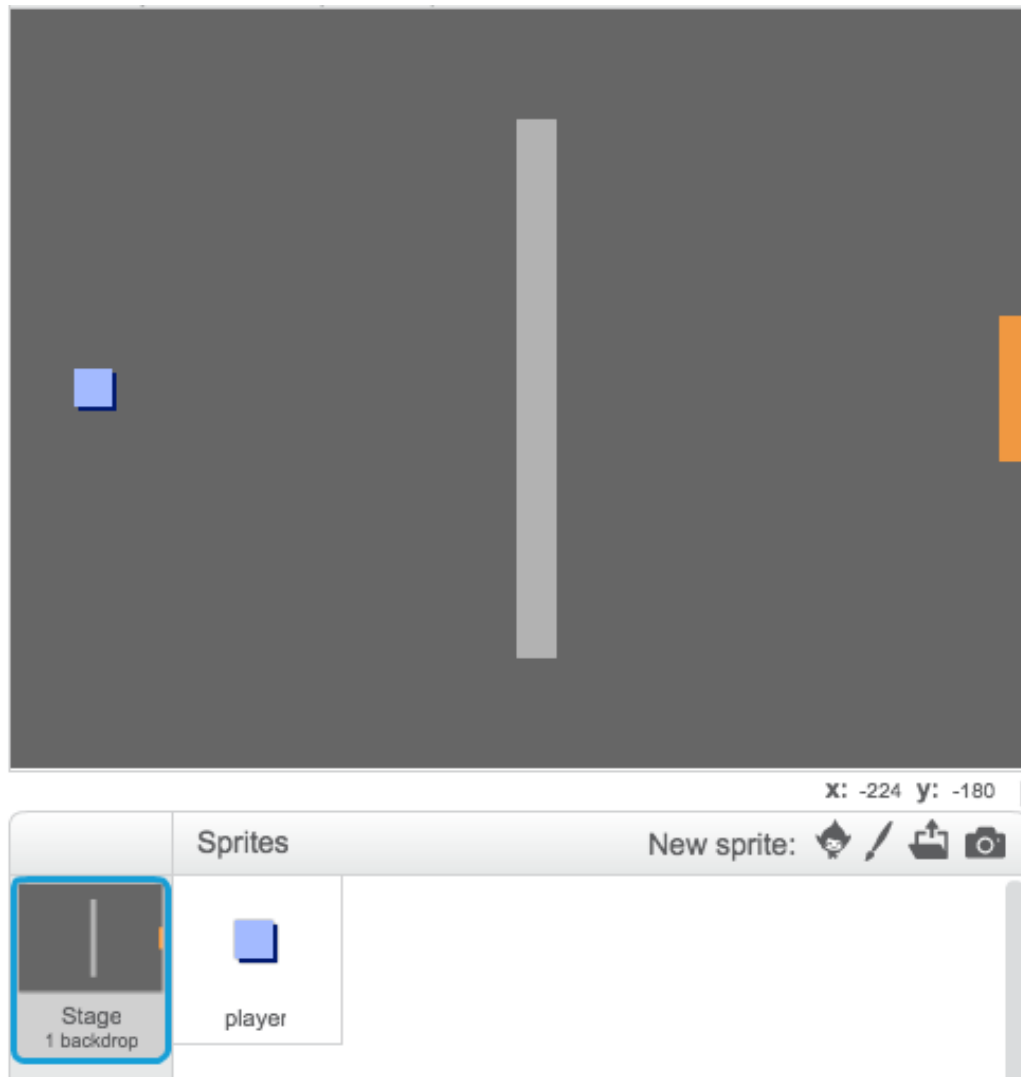 x: -224 y: -180
Sprites New sprite:
Stage
1 backdrop
player